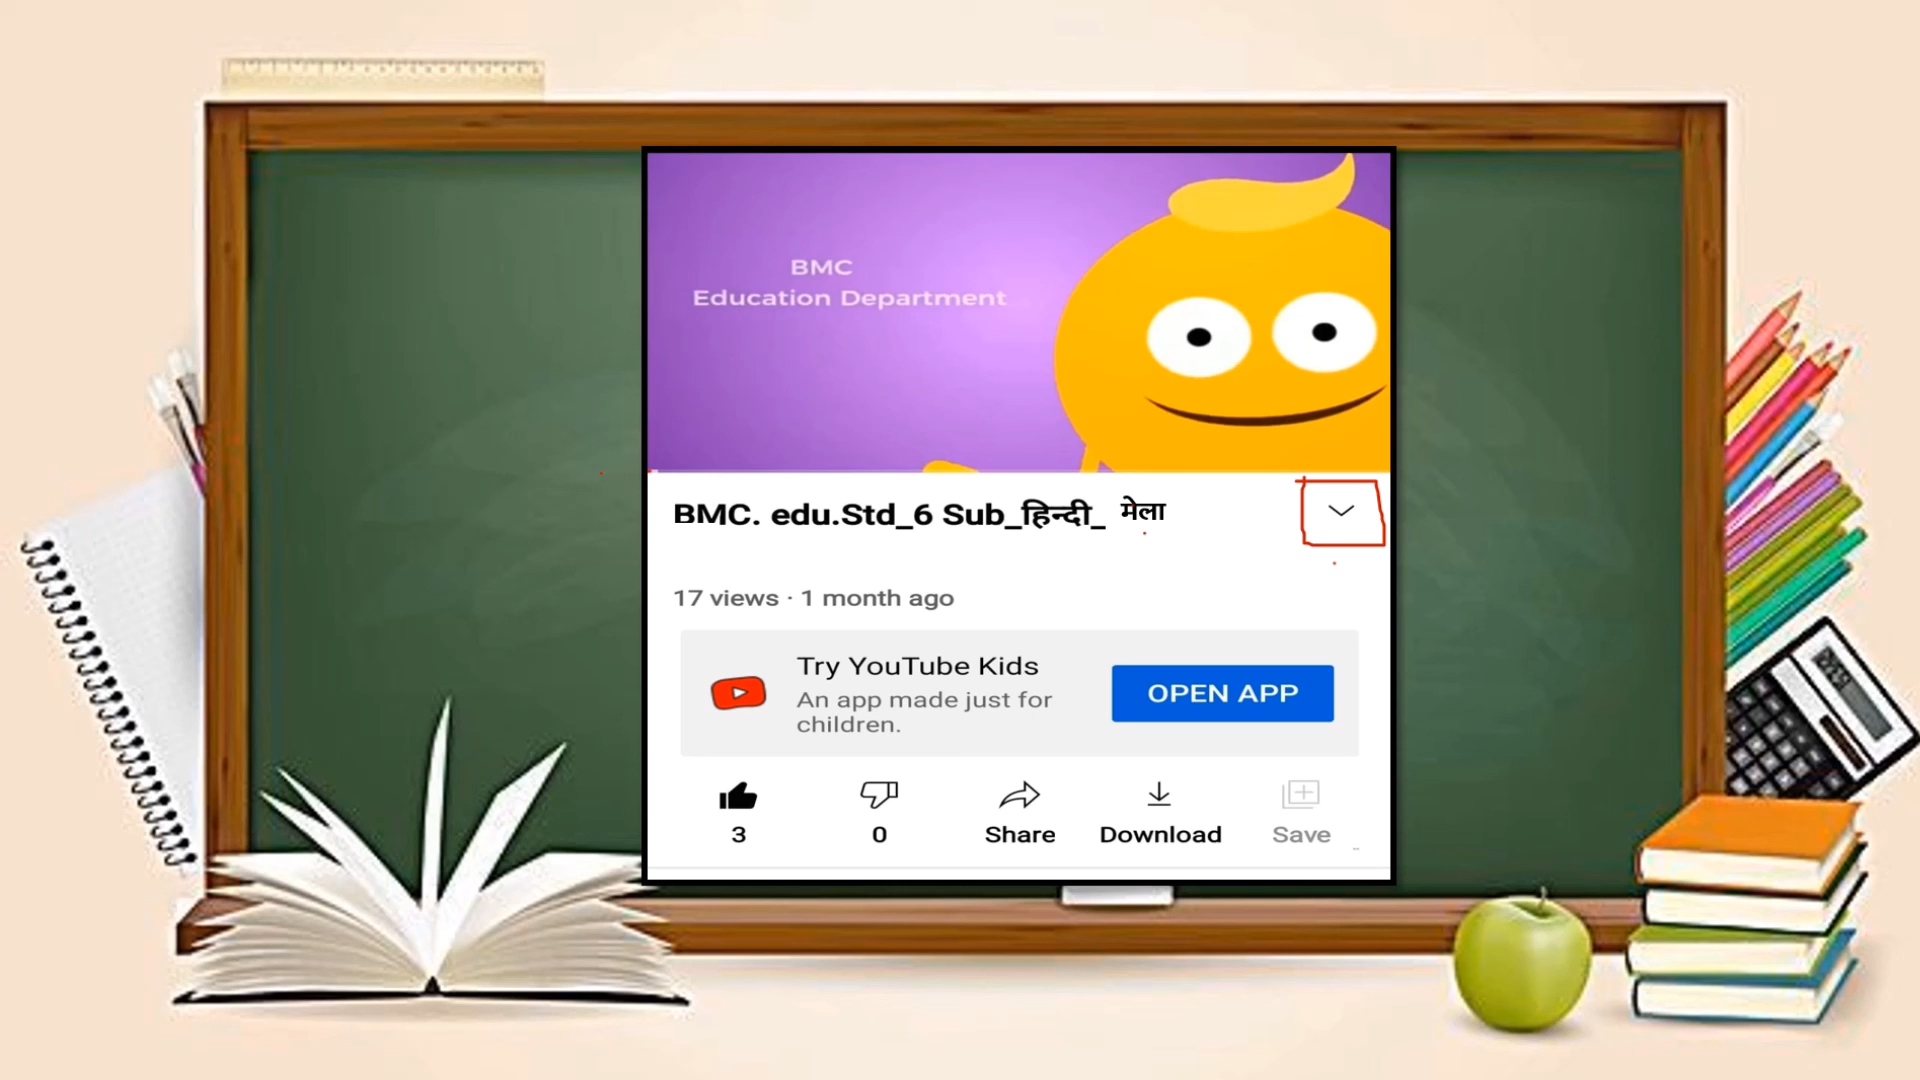 BMC
Education Department
BMC. edu.Std_6 Sub_हिन्दी_ मेला
17 views · 1 month ago
Try YouTube Kids
An app made just for
children.
OPEN APP
3 0 Share Download Save